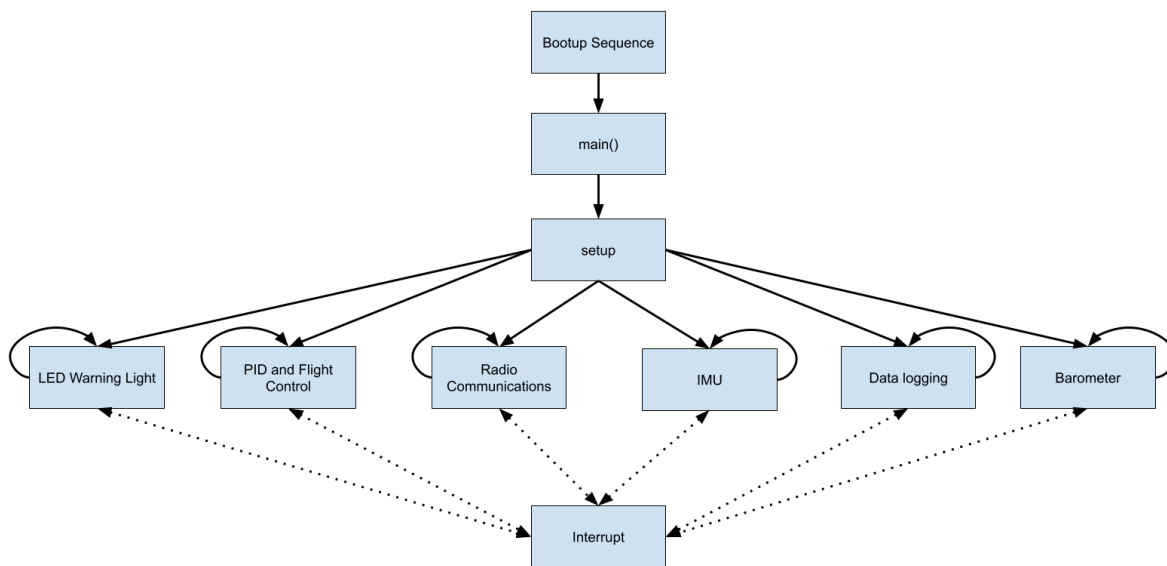 Bootup Sequence
main()
setup
LED Warning Light
PID and Flight
Control
Radio
Communications
IMU
Data logging
Barometer
Interrupt